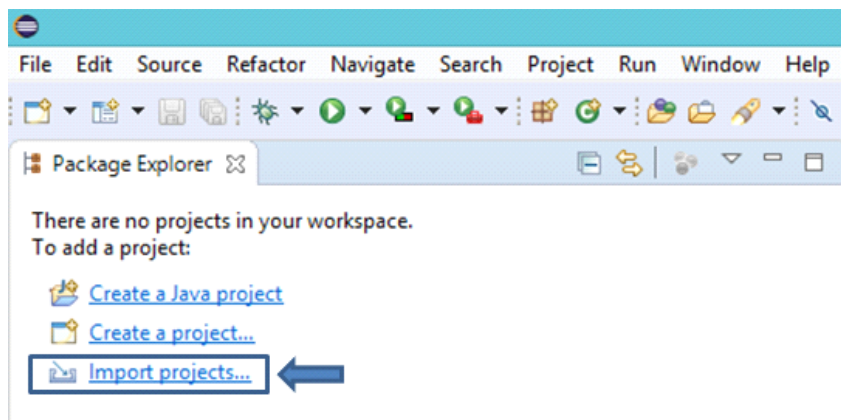 File Edit Source Refactor Navigate Search Project Run Window Help
Package Explorer
There are no projects in your workspace.
To add a project:
Create a Java project
Create a project...
Import projects...